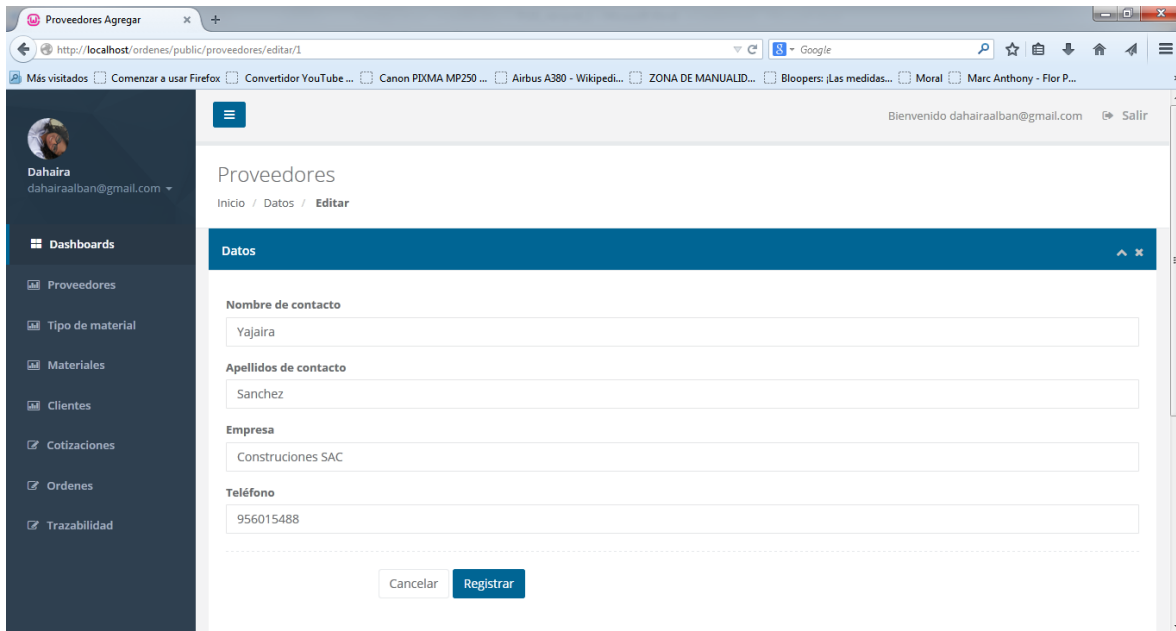 Proveedores Agregar
http://localhost/ordenes/public/proveedores/editar/1
Google
Más visitados Comenzar a usar Firefox Convertidor YouTube ... Canon PIXMA MP250 ... Airbus A380 - Wikipedi... ZONA DE MANUALID... Bloopers: ¡Las medidas... Moral Marc Anthony - Flor P...
Bienvenido dahairaalban@gmail.com Salir
Dahaira
dahairaalban@gmail.com
Dashboards
Proveedores
Tipo de material
Materiales
Clientes
Cotizaciones
Ordenes
Trazabilidad
Proveedores
Inicio / Datos / Editar
Datos
Nombre de contacto
Yajaira
Apellidos de contacto
Sanchez
Empresa
Construciones SAC
Teléfono
956015488
Cancelar Registrar